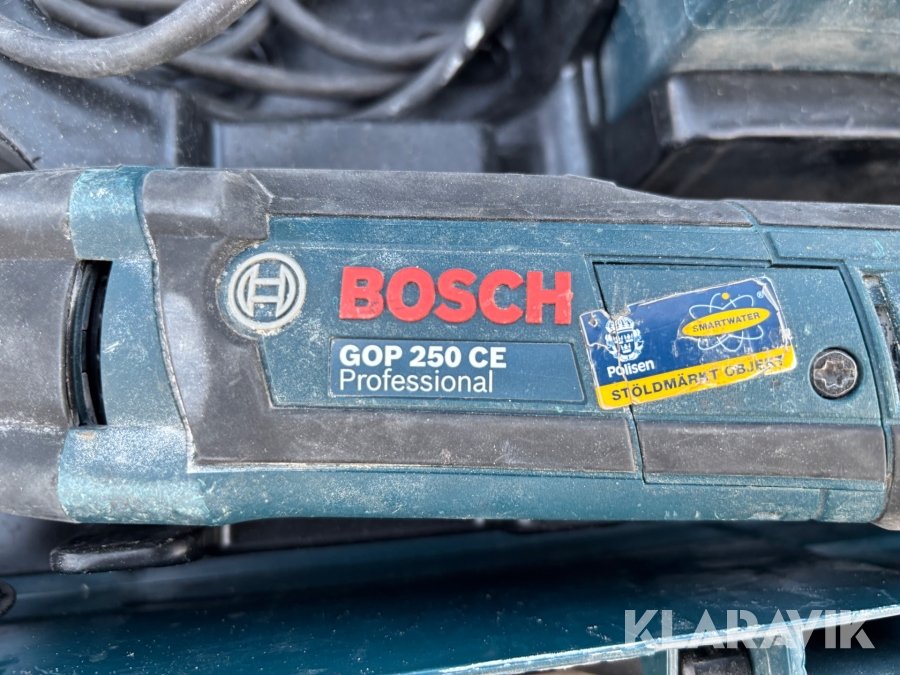 BOSCH
GOP 250 CE
Professional
Polisen
SMARTWATER
STÖLDMÄRKT OBJEKT
KLARAVIK